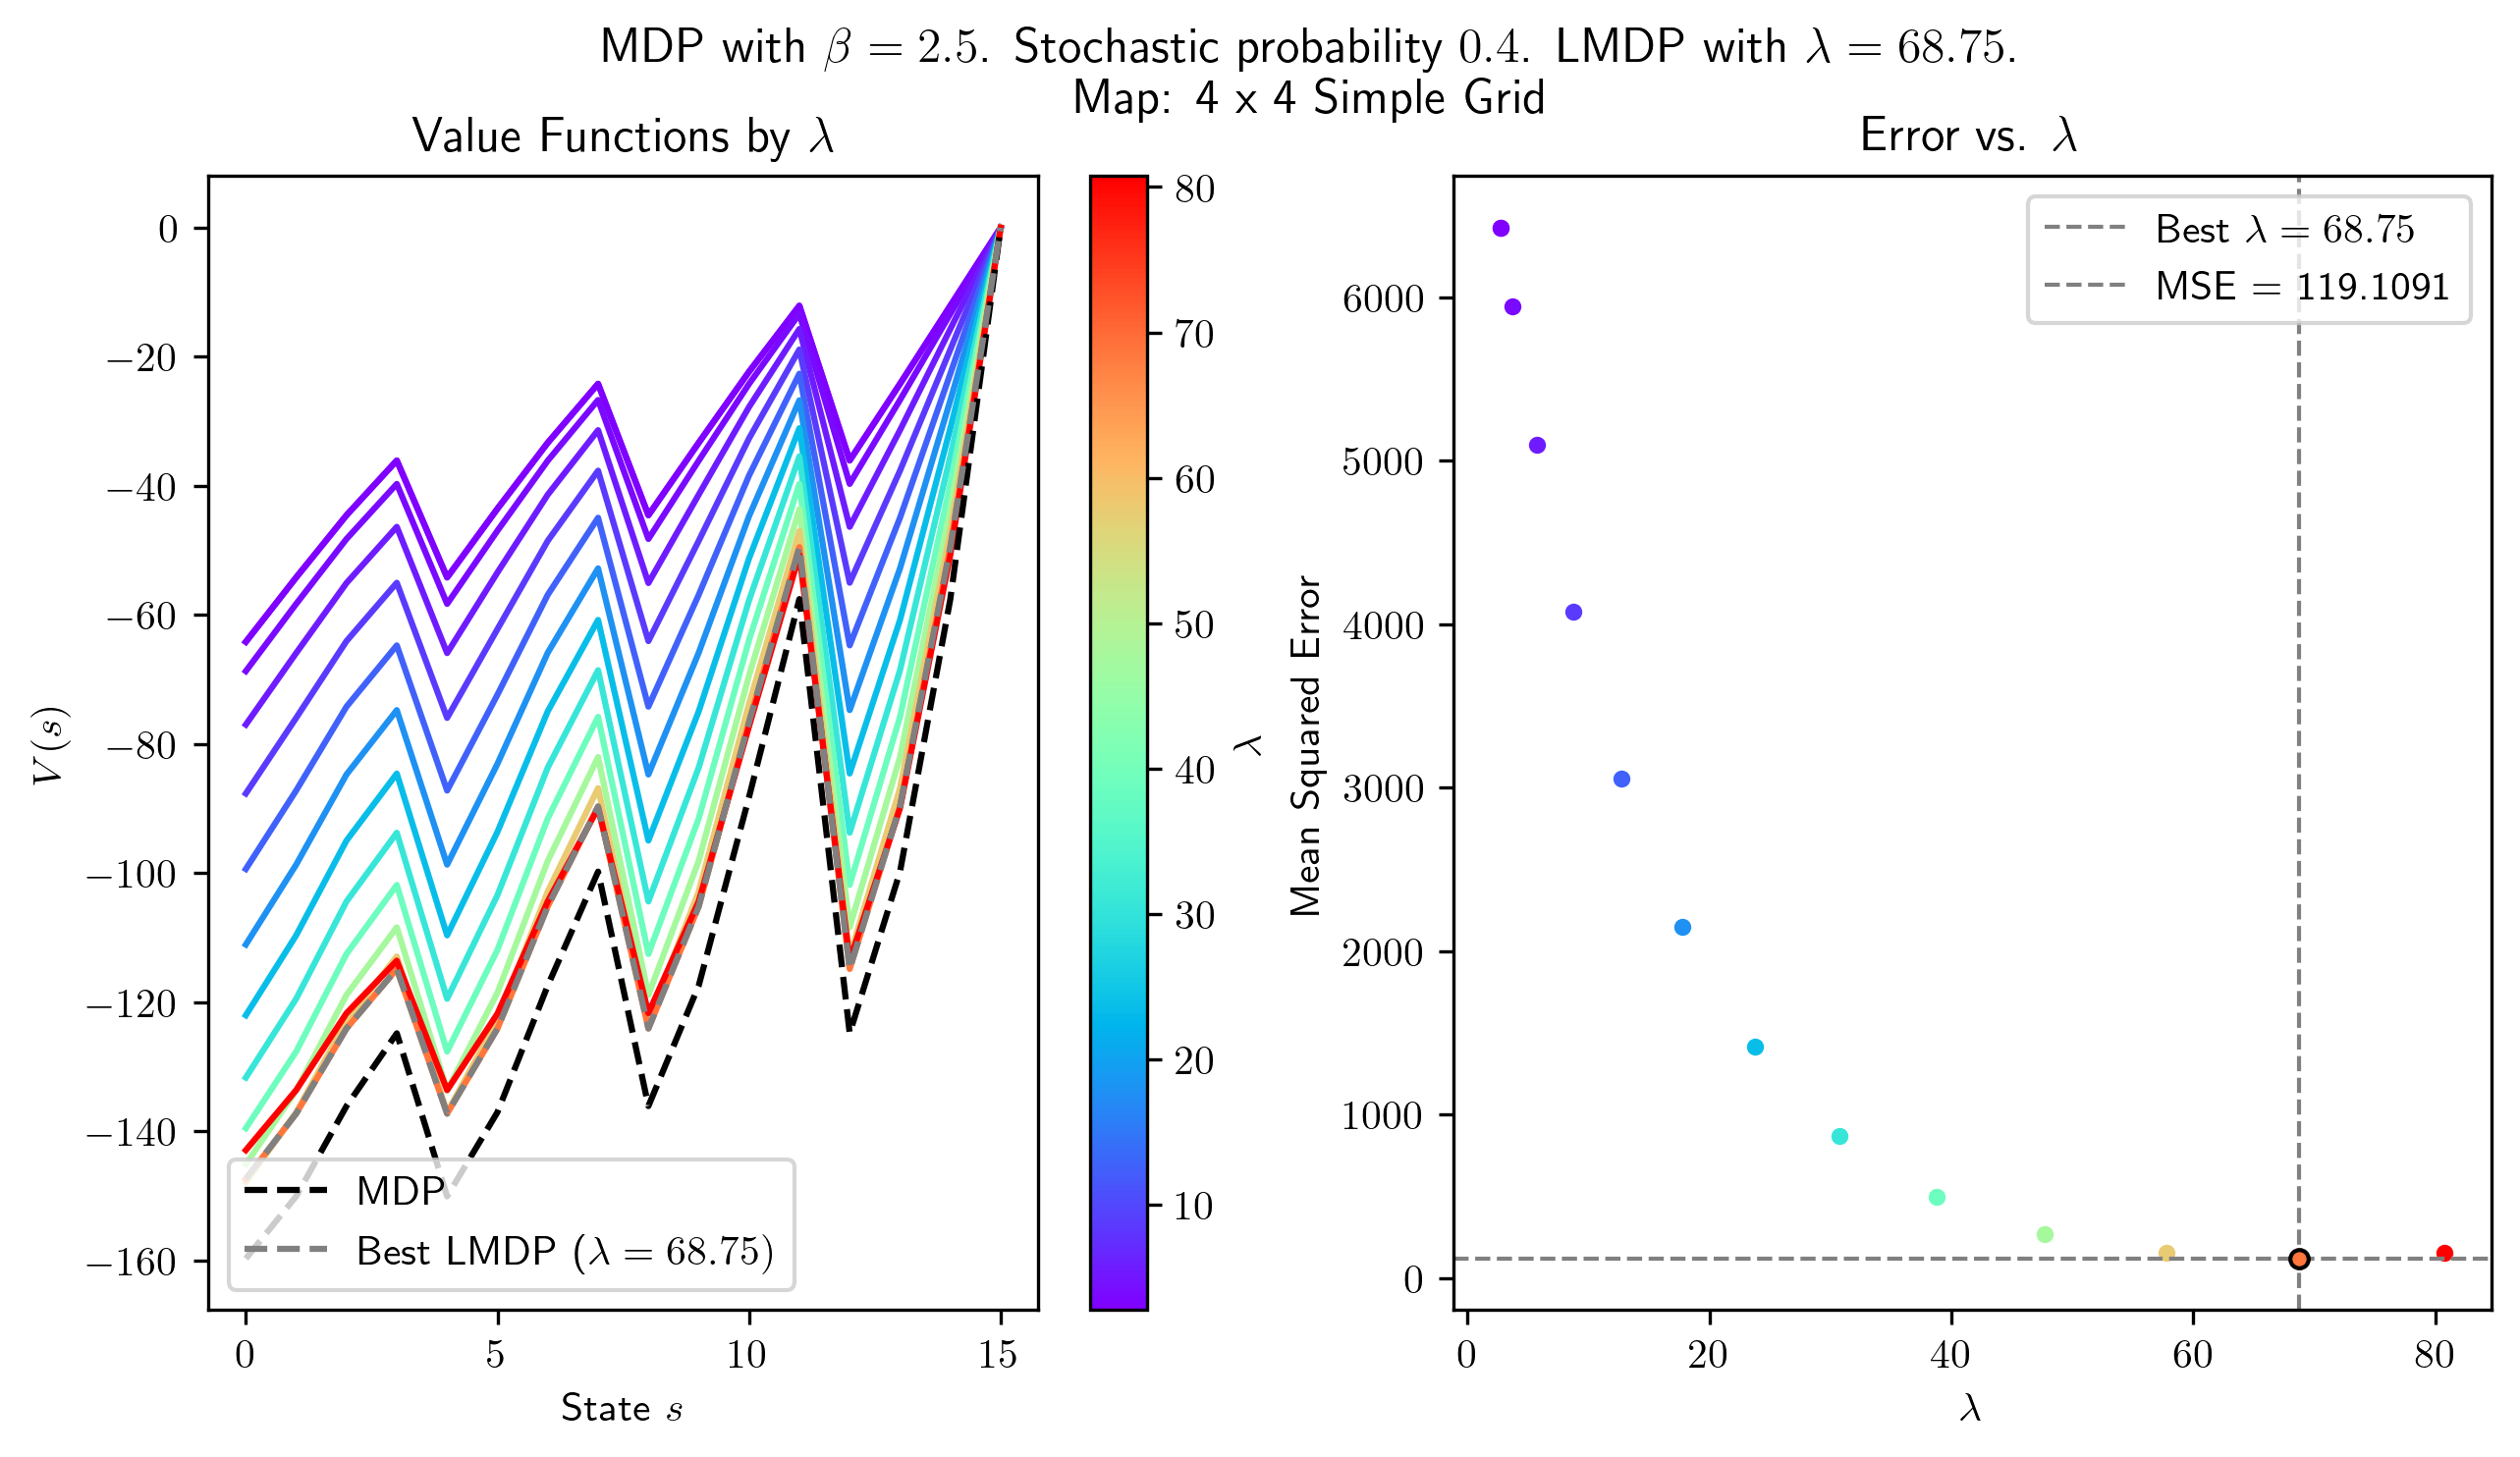 MDP with β = 2.5. Stochastic probability 0.4. LMDP with λ = 68.75.
Map: 4 x 4 Simple Grid
Value Functions by λ
V(s)
0
−20
−40
−60
−80
−100
−120
−140
−160
0
5
10
15
State s
MDP
Best LMDP (λ = 68.75)
80
70
60
50
40
30
20
10
λ
Error vs. λ
Mean Squared Error
6000
5000
4000
3000
2000
1000
0
0
20
40
60
80
λ
Best λ = 68.75
MSE = 119.1091